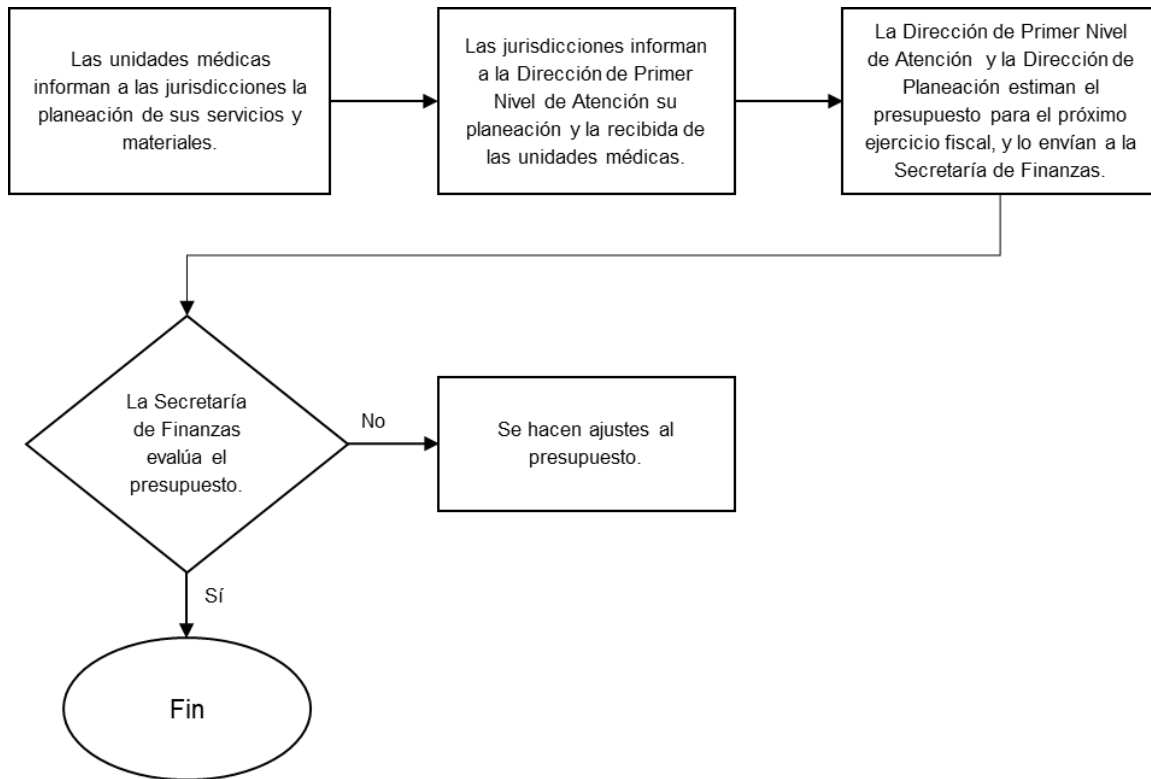 Las unidades médicas
informan a las jurisdicciones la
planeación de sus servicios y
materiales.
Las jurisdicciones informan
a la Dirección de Primer
Nivel de Atención su
planeación y la recibida de
las unidades médicas.
La Dirección de Primer Nivel
de Atención y la Dirección de
Planeación estiman el
presupuesto para el próximo
ejercicio fiscal, y lo envían a la
Secretaría de Finanzas.
La Secretaría
de Finanzas
evalúa el
presupuesto.
No
Se hacen ajustes al
presupuesto.
Sí
Fin